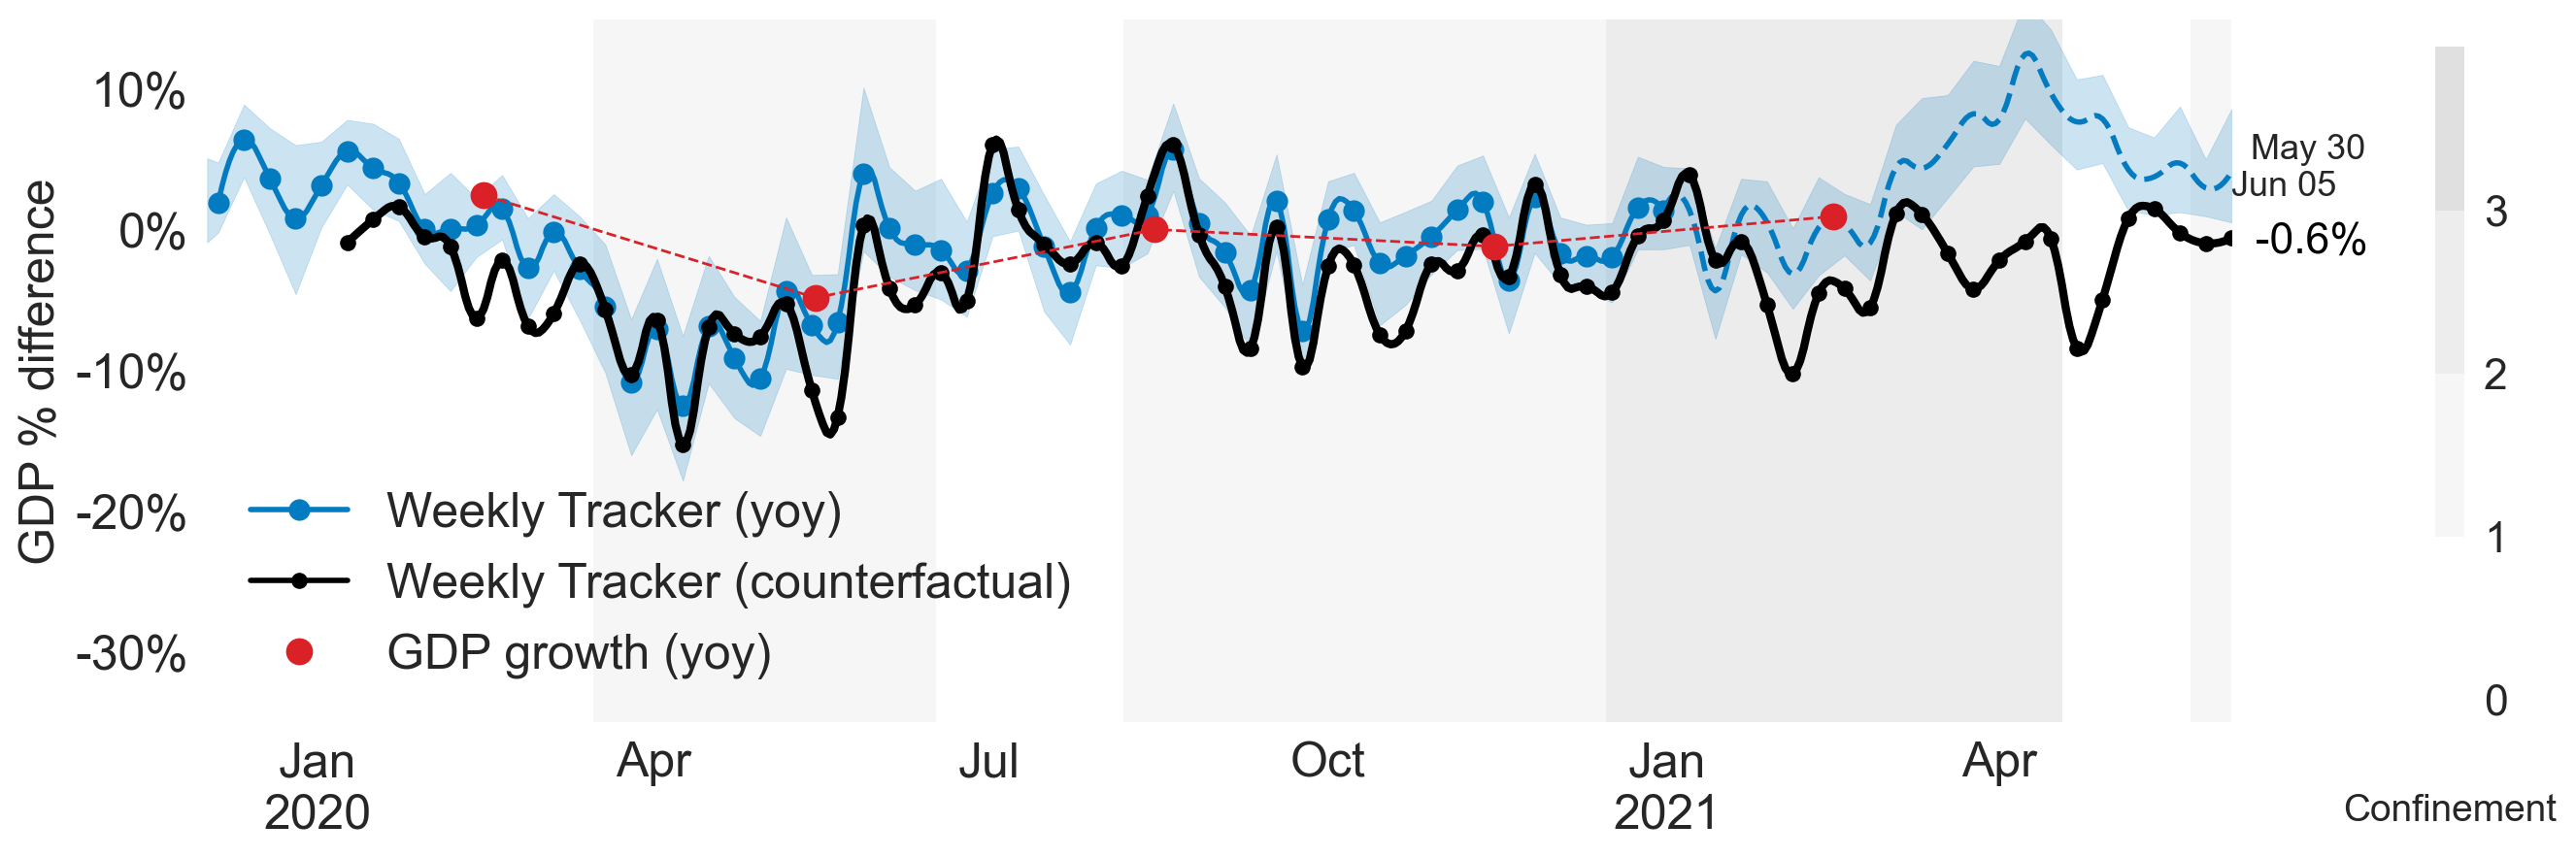 GDP % difference
10%
0%
-10%
-20%
-30%
Weekly Tracker (yoy)
Weekly Tracker (counterfactual)
GDP growth (yoy)
Jan
2020
Apr
Jul
Oct
Jan
2021
Apr
May 30
Jun 05
-0.6%
3
2
1
0
Confinement